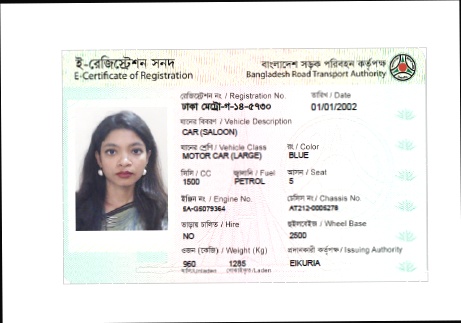 ই-রেজিস্ট্রেশন সনদ
E-Certificate of Registration
বাংলাদেশ সড়ক পরিবহন কর্তৃপক্ষ
Bangladesh Road Transport Authority
রেজিস্ট্রেশন নং / Registration No.
তারিখ / Date
ঢাকা মেট্রো-গ-১৪-৫৭৩০
01/01/2002
যানের বিবরণ / Vehicle Description
CAR (SALOON)
যানের শ্রেণি / Vehicle Class
রং / Color
MOTOR CAR (LARGE)
BLUE
সিসি / CC
জ্বালানি / Fuel
আসন / Seat
1500
PETROL
5
ইঞ্জিন নং / Engine No.
চেসিস নং / Chassis No.
5A-G5079364
AT212-0006278
ভাড়ায় চালিত / Hire
হুইলবেইজ / Wheel Base
NO
2500
ওজন (কেজি) / Weight (Kg)
প্রদানকারী কর্তৃপক্ষ / Issuing Authority
960
1285
EIKURIA
খালি/Unladen
বোঝাইকৃত/Laden